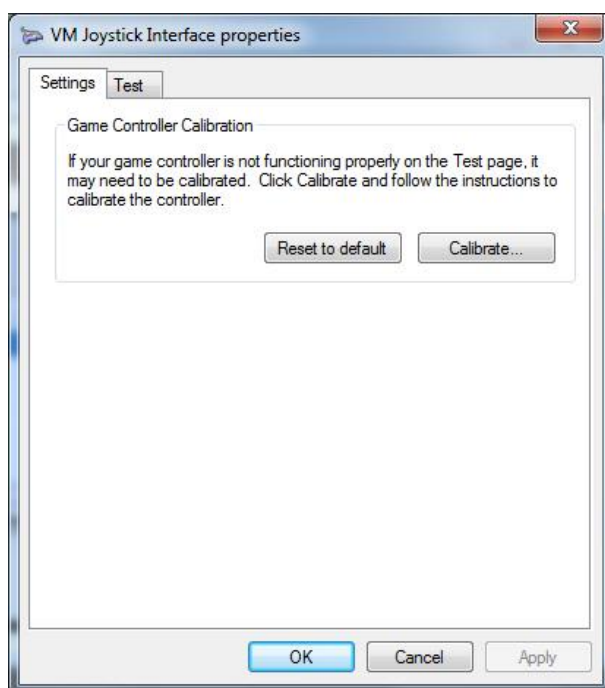 VM Joystick Interface properties
Settings
Test
Game Controller Calibration
If your game controller is not functioning properly on the Test page, it
may need to be calibrated. Click Calibrate and follow the instructions to
calibrate the controller.
Reset to default
Calibrate...
OK
Cancel
Apply